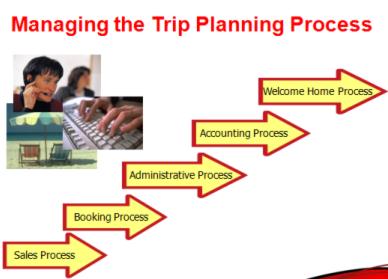 Managing the Trip Planning Process
Welcome Home Process
Accounting Process
Administrative Process
Booking Process
Sales Process